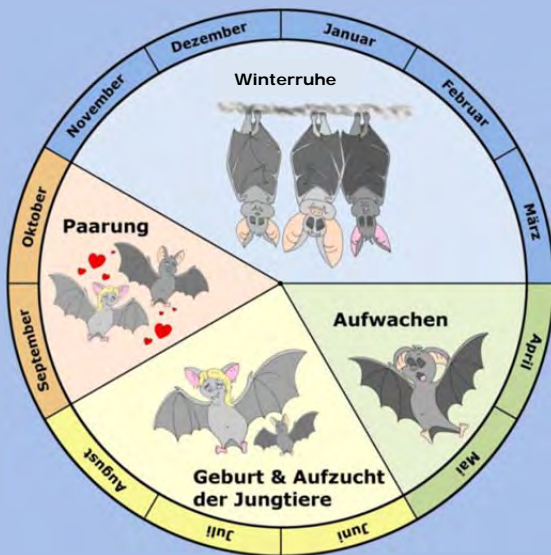 Dezember
Januar
November
Februar
Winterruhe
Oktober
März
Paarung
Aufwachen
September
April
August
Mai
Geburt & Aufzucht
der Jungtiere
Juli
Juni